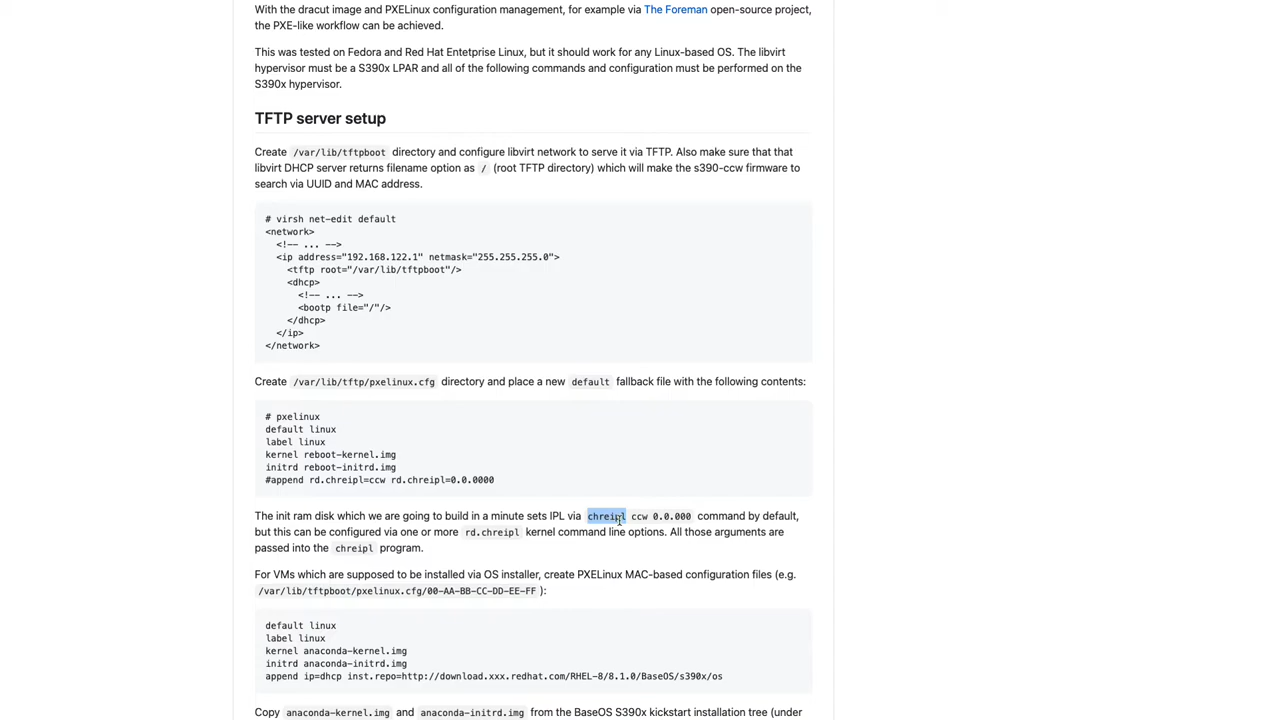 With the dracut image and PXELinux configuration management, for example via The Foreman open-source project,
the PXE-like workflow can be achieved.
This was tested on Fedora and Red Hat Entetprise Linux, but it should work for any Linux-based OS. The libvirt
hypervisor must be a S390x LPAR and all of the following commands and configuration must be performed on the
S390x hypervisor.
TFTP server setup
Create /var/lib/tftpboot directory and configure libvirt network to serve it via TFTP. Also make sure that that
libvirt DHCP server returns filename option as / (root TFTP directory) which will make the s390-ccw firmware to
search via UUID and MAC address.
# virsh net-edit default
<network>
<!-- ... -->
<ip address="192.168.122.1" netmask="255.255.255.0">
<tftp root="/var/lib/tftpboot"/>
<dhcp>
<!-- ... -->
<bootp file="/"/>
</dhcp>
</ip>
</network>
Create /var/lib/tftp/pxelinux.cfg directory and place a new default fallback file with the following contents:
# pxelinux
default linux
label linux
kernel reboot-kernel.img
initrd reboot-initrd.img
#append rd.chreipl=ccw rd.chreipl=0.0.0000
The init ram disk which we are going to build in a minute sets IPL via chreipl ccw 0.0.000 command by default,
but this can be configured via one or more rd.chreipl kernel command line options. All those arguments are
passed into the chreipl program.
For VMs which are supposed to be installed via OS installer, create PXELinux MAC-based configuration files (e.g.
/var/lib/tftpboot/pxelinux.cfg/00-AA-BB-CC-DD-EE-FF ):
default linux
label linux
kernel anaconda-kernel.img
initrd anaconda-initrd.img
append ip=dhcp inst.repo=http://download.xxx.redhat.com/RHEL-8/8.1.0/BaseOS/s390x/os
Copy anaconda-kernel.img and anaconda-initrd.img from the BaseOS S390x kickstart installation tree (under